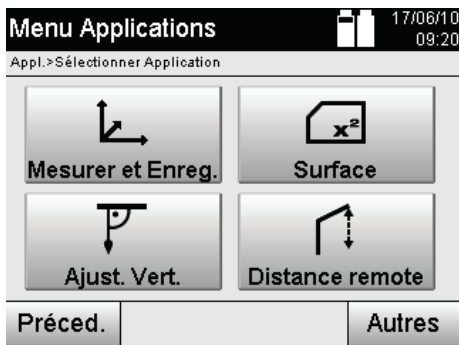 Menu Applications
17/06/10
09:20
Appl.>Sélectionner Application
x²
Mesurer et Enreg.
Surface
Ajust. Vert.
Distance remote
Préced.
Autres